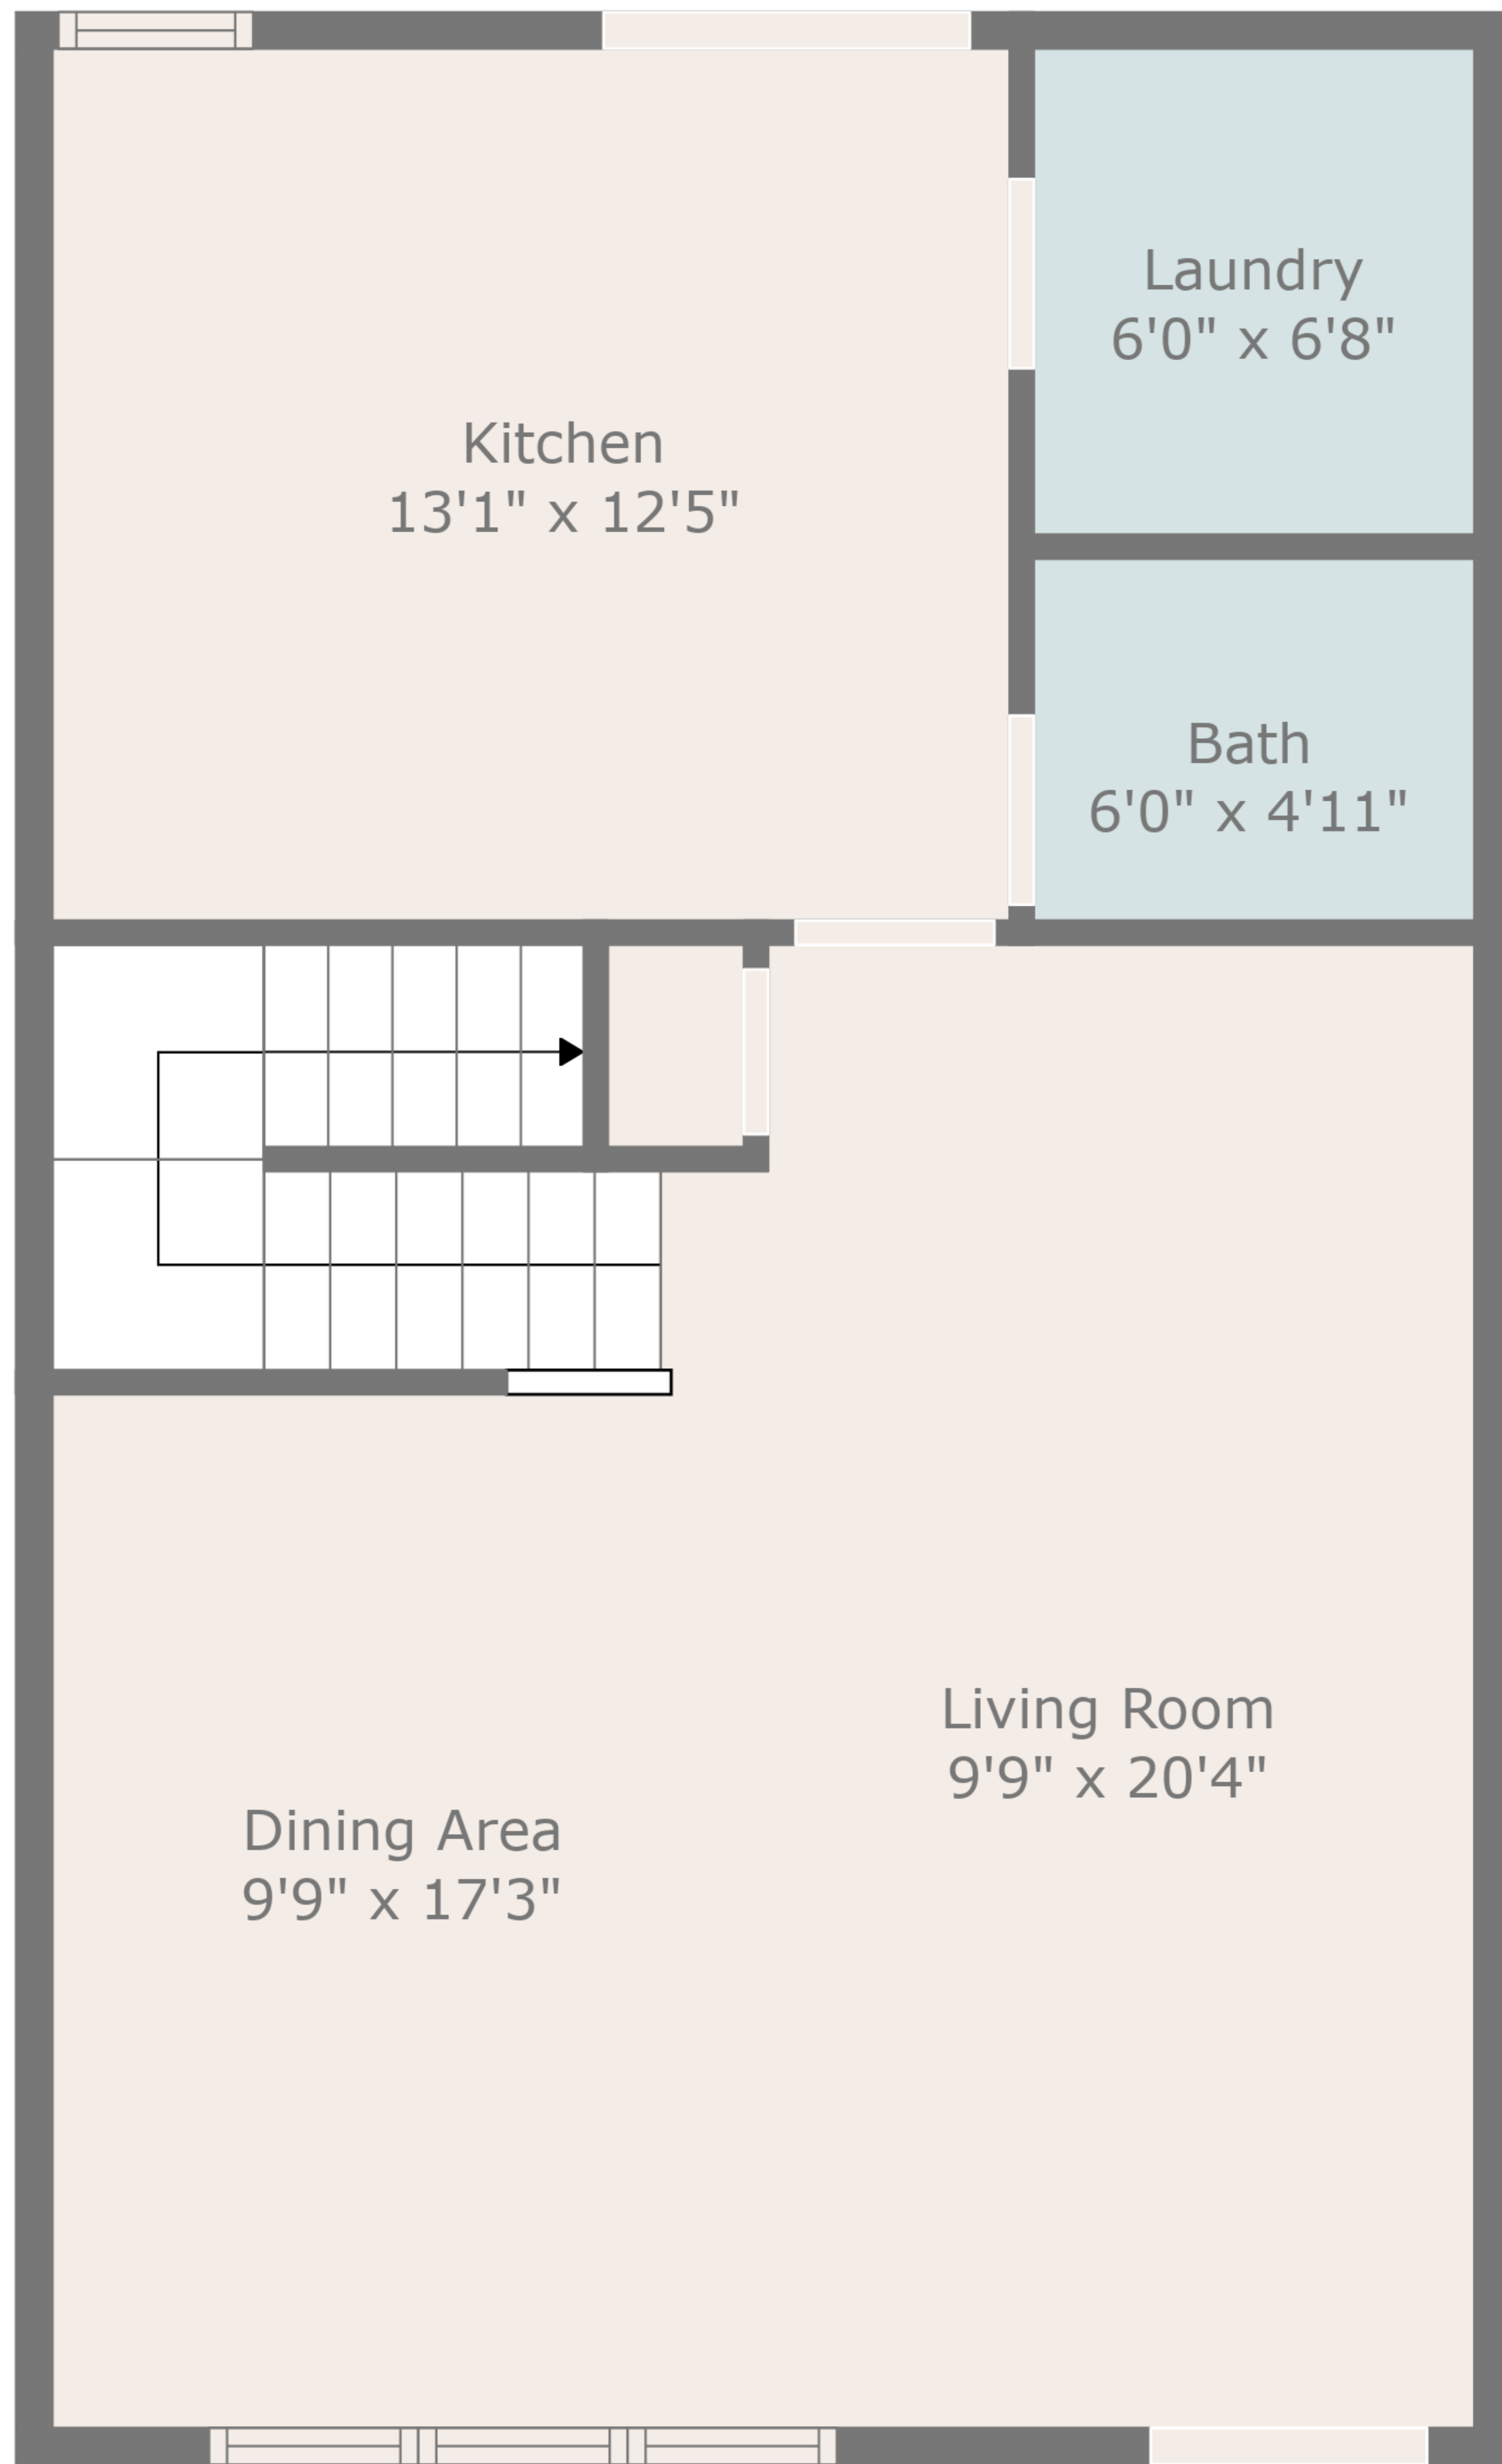 Laundry
6'0" x 6'8"
Kitchen
13'1" x 12'5"
Bath
6'0" x 4'11"
Living Room
9'9" x 20'4"
Dining Area
9'9" x 17'3"